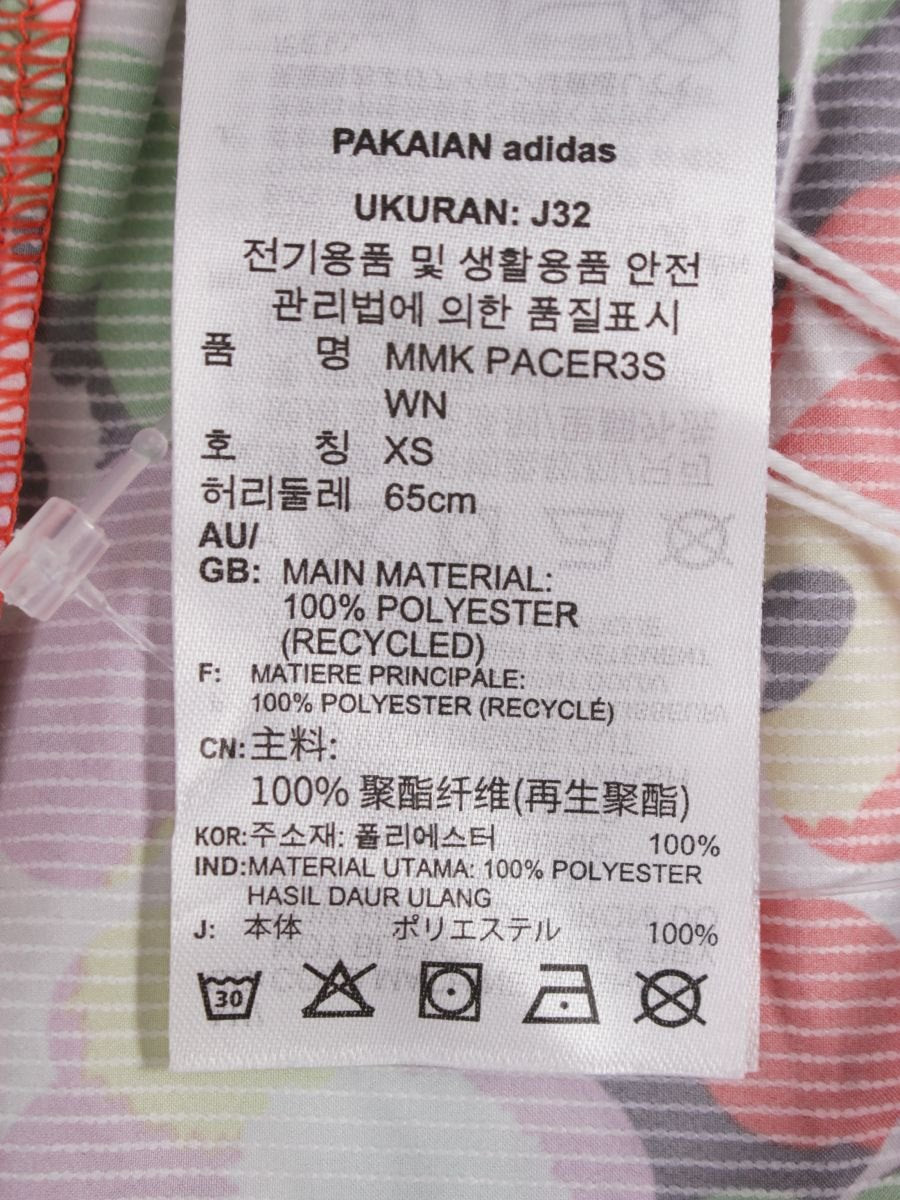 PAKAIAN adidas
UKURAN: J32
전기용품 및 생활용품 안전
관리법에 의한 품질표시
품 명 MMK PACER3S
WN
호 칭 XS
허리둘레 65cm
AU/
GB: MAIN MATERIAL:
100% POLYESTER
(RECYCLED)
F: MATIERE PRINCIPALE:
100% POLYESTER (RECYCLÉ)
CN: 主料:
100% 聚酯纤维(再生聚酯)
KOR: 주소재: 폴리에스터 100%
IND: MATERIAL UTAMA: 100% POLYESTER
HASIL DAUR ULANG
J: 本体 ポリエステル 100%
30